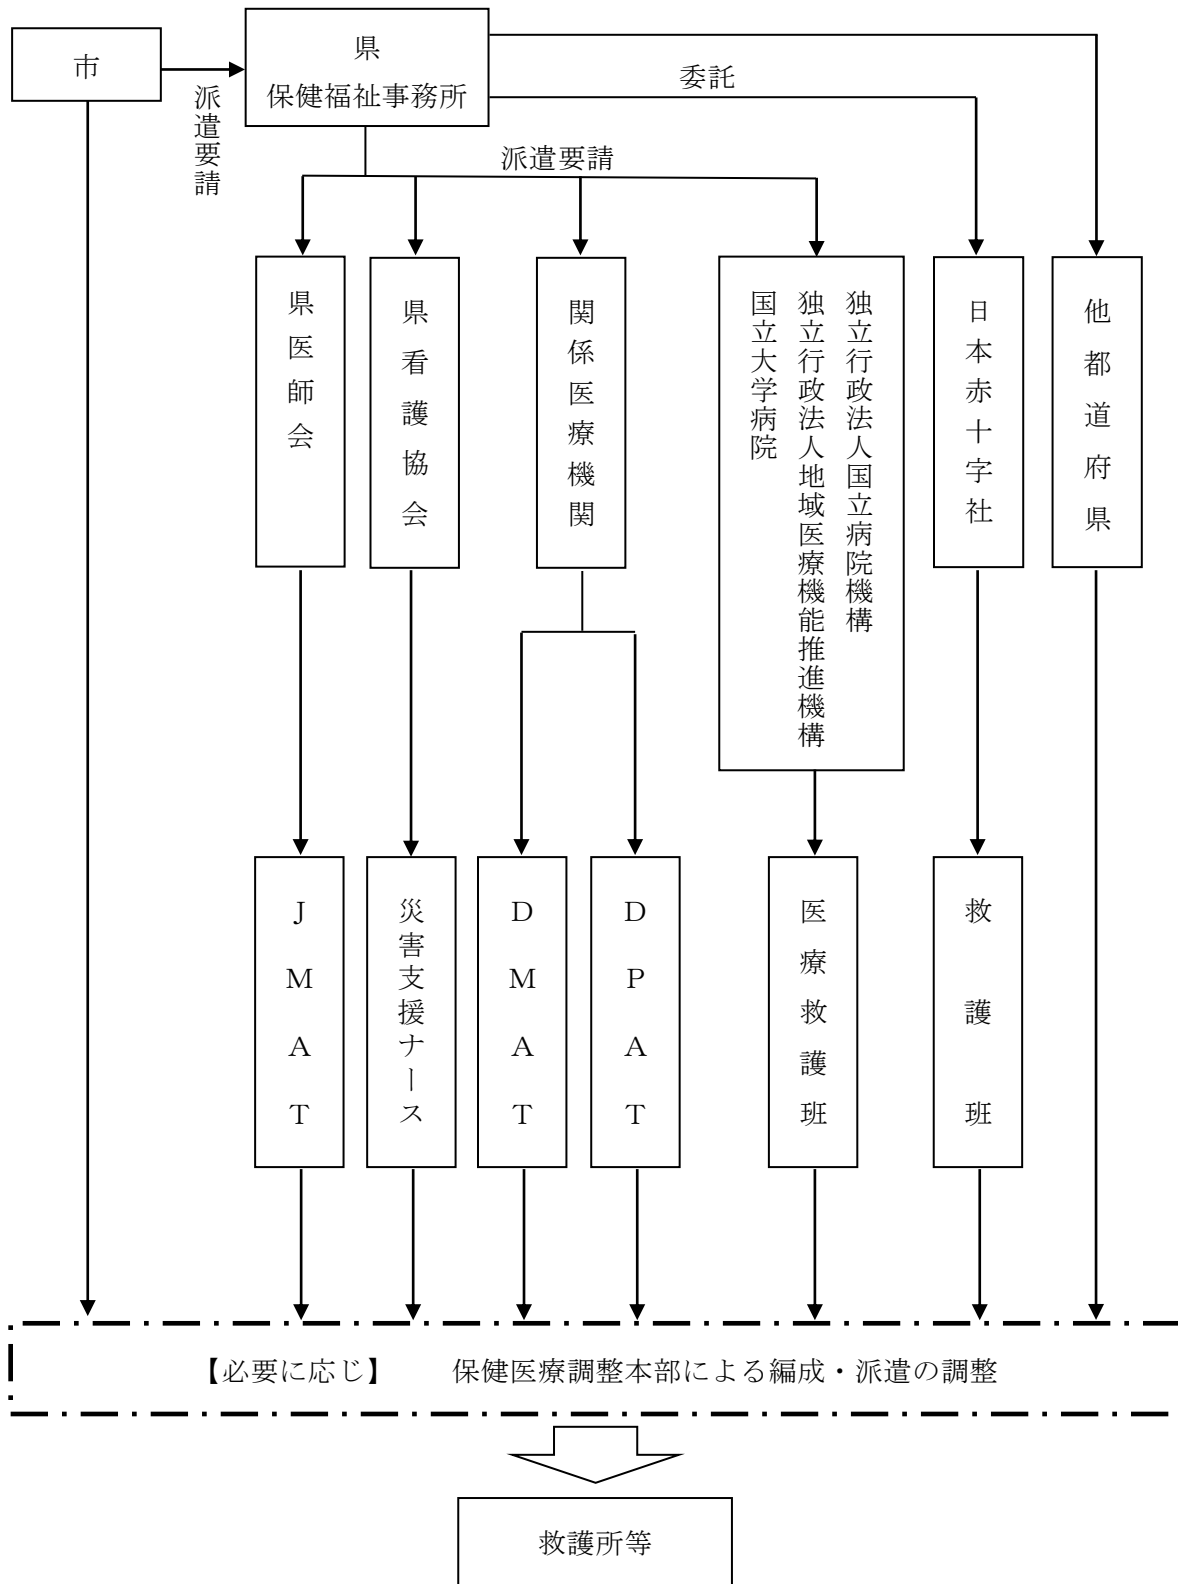 市
県
保健福祉事務所
派遣要請
委託
派遣要請
県医師会
県看護協会
関係医療機関
独立行政法人国立病院機構
独立行政法人地域医療機能推進機構
国立大学病院
日本赤十字社
他都道府県
JMAT
災害支援ナース
DMAT
DPAT
医療救護班
救護班
【必要に応じ】　保健医療調整本部による編成・派遣の調整
救護所等